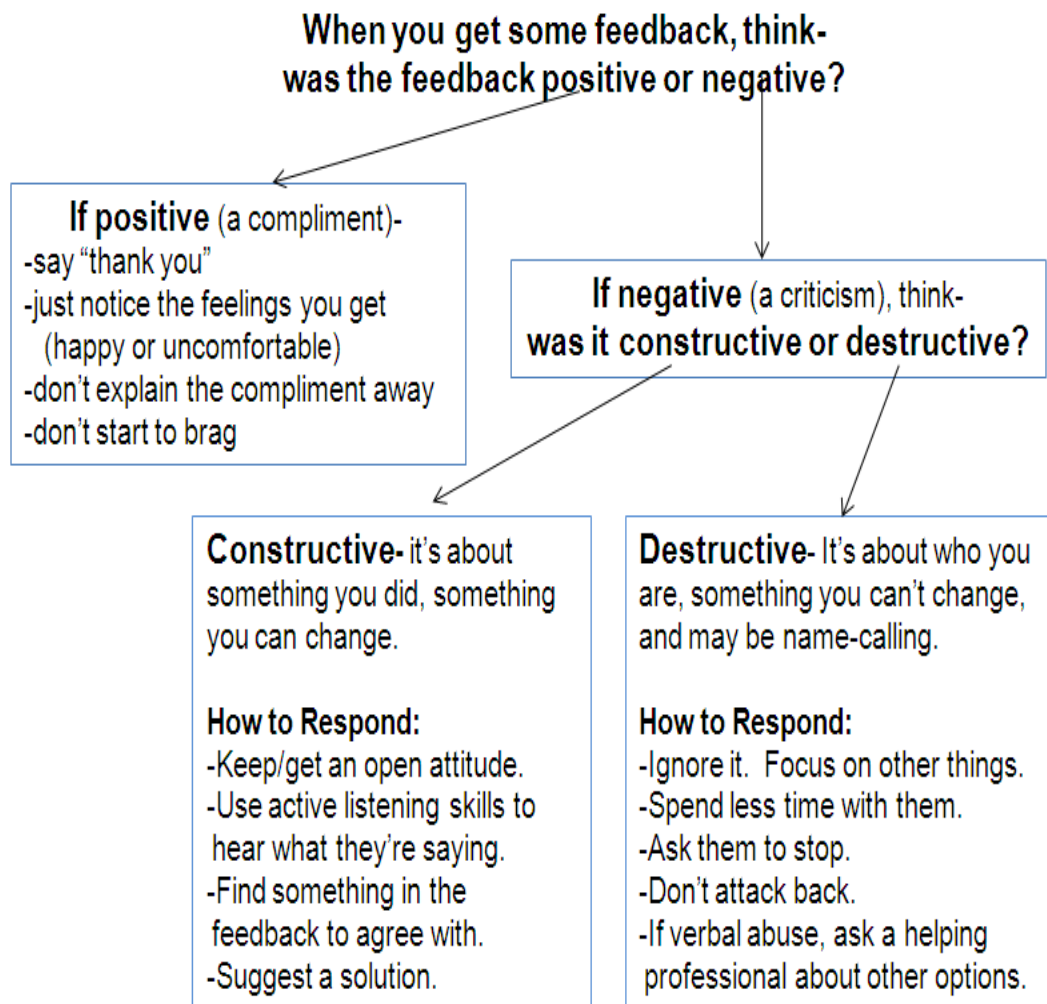 When you get some feedback, think-
was the feedback positive or negative?
If positive (a compliment)-
-say “thank you”
-just notice the feelings you get
(happy or uncomfortable)
-don’t explain the compliment away
-don’t start to brag
If negative (a criticism), think-
was it constructive or destructive?
Constructive- it’s about
something you did, something
you can change.
How to Respond:
-Keep/get an open attitude.
-Use active listening skills to
hear what they’re saying.
-Find something in the
feedback to agree with.
-Suggest a solution.
Destructive- It’s about who you
are, something you can’t change,
and may be name-calling.
How to Respond:
-Ignore it.  Focus on other things.
-Spend less time with them.
-Ask them to stop.
-Don’t attack back.
-If verbal abuse, ask a helping
professional about other options.